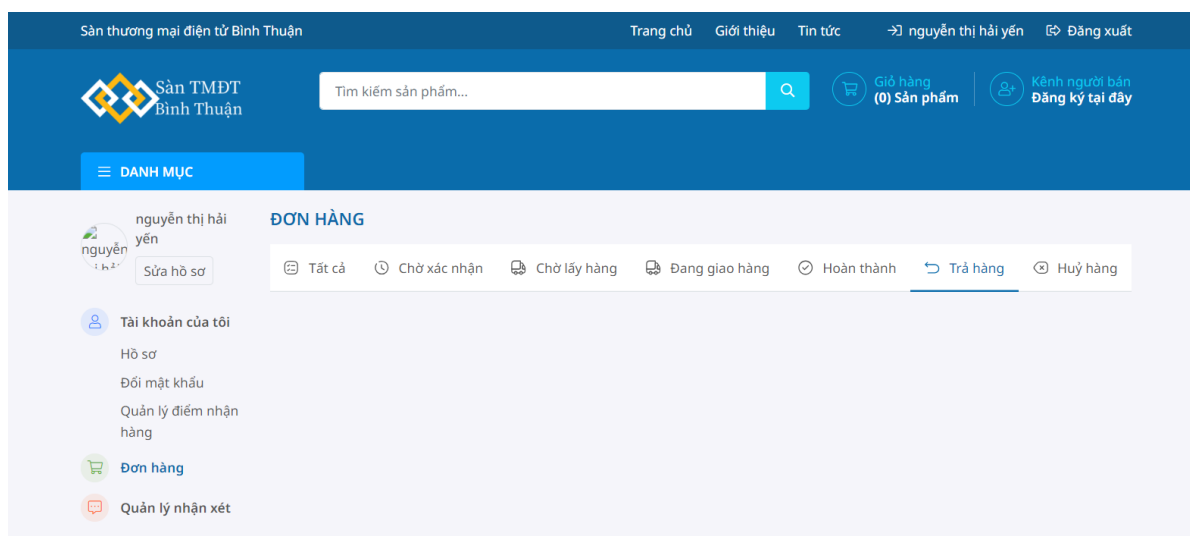 Sàn thương mại điện tử Bình Thuận
Trang chủ Giới thiệu Tin tức nguyễn thị hải yến Đăng xuất
Sàn TMĐT
Bình Thuận
Tìm kiếm sản phẩm...
Giỏ hàng
(0) Sản phẩm
Kênh người bán
Đăng ký tại đây
DANH MỤC
nguyễn thị hải
yến
nguyễn
Sửa hồ sơ
ĐƠN HÀNG
Tất cả Chờ xác nhận Chờ lấy hàng Đang giao hàng Hoàn thành Trả hàng Huỷ hàng
Tài khoản của tôi
Hồ sơ
Đổi mật khẩu
Quản lý điểm nhận
hàng
Đơn hàng
Quản lý nhận xét